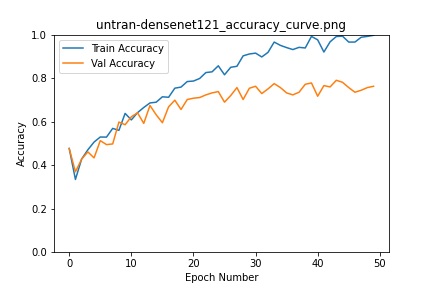 untran-densenet121_accuracy_curve.png
1.0
Train Accuracy
Val Accuracy
0.8
0.6
Accuracy
0.4
0.2
0.0
0 10 20 30 40 50
Epoch Number